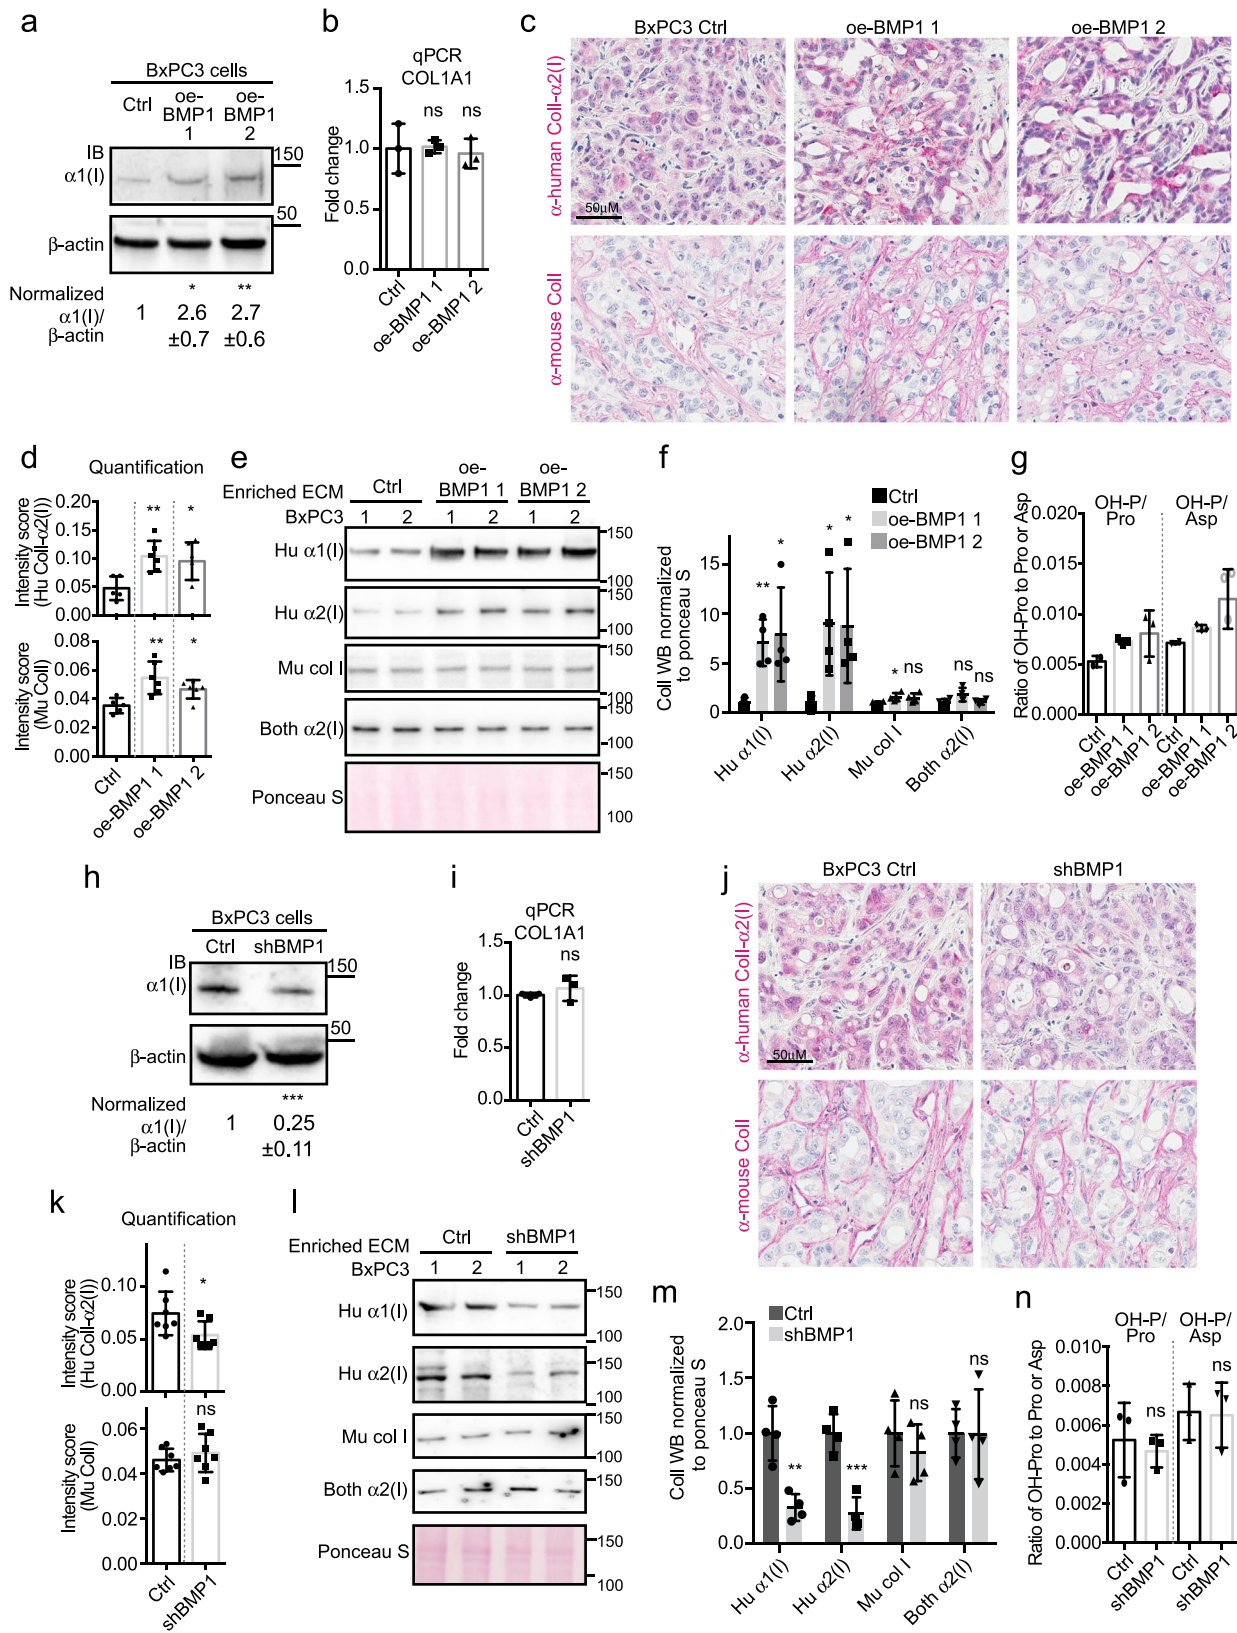 a
BxPC3 cells
Ctrl
oe-
BMP1
1
oe-
BMP1
2
IB
α1(I)
150
50
β-actin
Normalized
α1(I)/
β-actin
1
*
2.6
±0.7
**
2.7
±0.6
b
qPCR
COL1A1
Fold change
1.5
1.0
0.5
0.0
ns
ns
Ctrl
oe-BMP1 1
oe-BMP1 2
c
BxPC3 Ctrl
oe-BMP1 1
oe-BMP1 2
α-human Coll-α2(I)
50μM
α-mouse Coll
d
Quantification
Intensity score
(Hu Coll-α2(I))
0.20
0.15
0.10
0.05
0.00
**
*
Intensity score
(Mu Coll)
0.08
0.06
0.04
0.02
0.00
**
*
Ctrl
oe-BMP1 1
oe-BMP1 2
e
Enriched ECM
BxPC3
Ctrl
oe-
BMP1 1
oe-
BMP1 2
1 2 1 2 1 2
Hu α1(I)
150
100
Hu α2(I)
150
100
Mu col I
150
100
Both α2(I)
150
100
Ponceau S
150
100
f
Ctrl
oe-BMP1 1
oe-BMP1 2
Coll WB normalized
to ponceau S
15
10
5
0
**
*
*
*
*
ns
ns
ns
Hu α1(I)
Hu α2(I)
Mu col I
Both α2(I)
g
Ratio of OH-Pro to Pro or Asp
OH-P/
Pro
OH-P/
Asp
0.020
0.015
0.010
0.005
0.000
Ctrl
oe-BMP1 1
oe-BMP1 2
Ctrl
oe-BMP1 1
oe-BMP1 2
h
BxPC3 cells
Ctrl shBMP1
IB
α1(I)
150
50
β-actin
Normalized
α1(I)/
β-actin
1
***
0.25
±0.11
i
qPCR
COL1A1
Fold change
1.5
1.0
0.5
0.0
ns
Ctrl
shBMP1
j
BxPC3 Ctrl
shBMP1
α-human Coll-α2(I)
50μM
α-mouse Coll
k
Quantification
Intensity score
(Hu Coll-α2(I))
0.10
0.05
0.00
*
Intensity score
(Mu Coll)
0.06
0.04
0.02
0.00
ns
Ctrl
shBMP1
l
Enriched ECM
BxPC3
Ctrl
shBMP1
1 2 1 2
Hu α1(I)
150
100
Hu α2(I)
150
100
Mu col I
150
Both α2(I)
150
100
Ponceau S
150
100
m
Ctrl
shBMP1
Coll WB normalized
to ponceau S
2.0
1.5
1.0
0.5
0.0
**
***
ns
ns
Hu α1(I)
Hu α2(I)
Mu col I
Both α2(I)
n
Ratio of OH-Pro to Pro or Asp
OH-P/
Pro
OH-P/
Asp
0.010
0.008
0.006
0.004
0.002
0.000
ns
ns
Ctrl
shBMP1
Ctrl
shBMP1